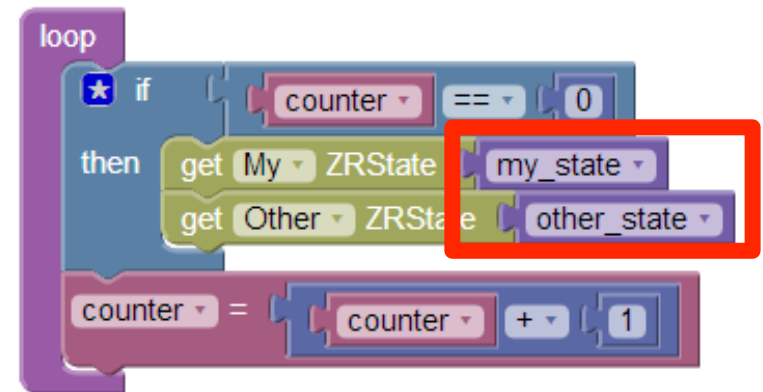 loop
if counter == 0
then get My ZRState my_state
get Other ZRState other_state
counter = counter + 1